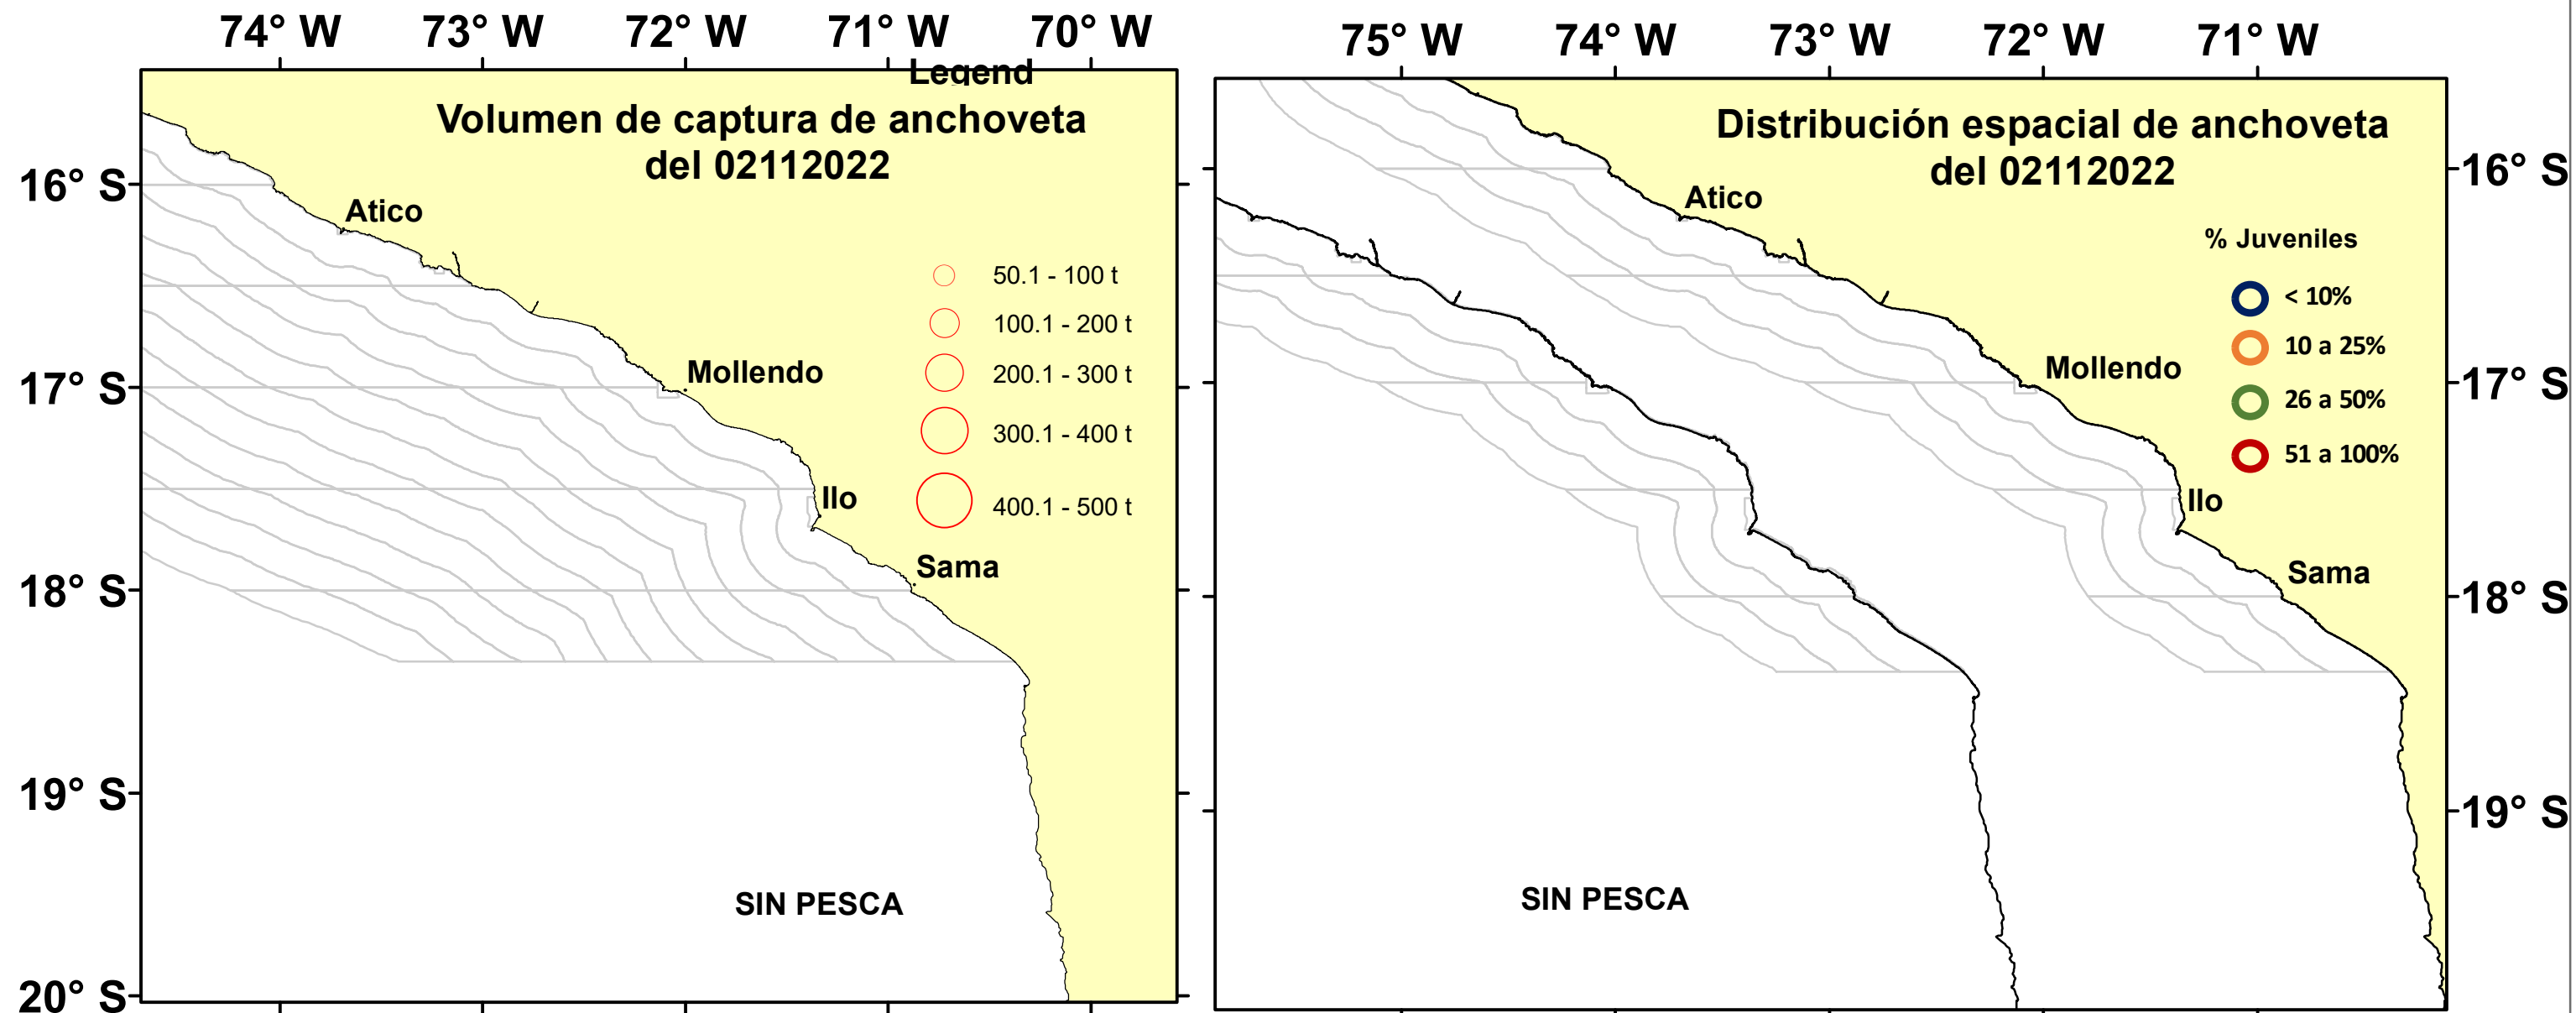 74° W 73° W 72° W 71° W 70° W
Legend
Volumen de captura de anchoveta
del 02112022
16° S
Atico
50.1 - 100 t
100.1 - 200 t
Mollendo
200.1 - 300 t
17° S
300.1 - 400 t
Ilo
400.1 - 500 t
Sama
18° S
19° S
SIN PESCA
20° S
75° W 74° W 73° W 72° W 71° W
Distribución espacial de anchoveta
del 02112022
16° S
Atico
% Juveniles
< 10%
10 a 25%
Mollendo
17° S
26 a 50%
51 a 100%
Ilo
Sama
18° S
19° S
SIN PESCA